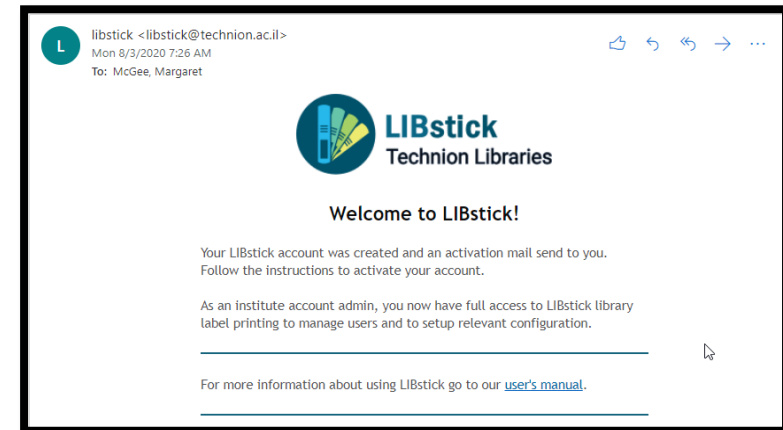 L
libstick <libstick@technion.ac.il>
Mon 8/3/2020 7:26 AM
To: McGee, Margaret
LIBstick
Technion Libraries
Welcome to LIBstick!
Your LIBstick account was created and an activation mail send to you.
Follow the instructions to activate your account.
As an institute account admin, you now have full access to LIBstick library
label printing to manage users and to setup relevant configuration.
For more information about using LIBstick go to our user's manual.